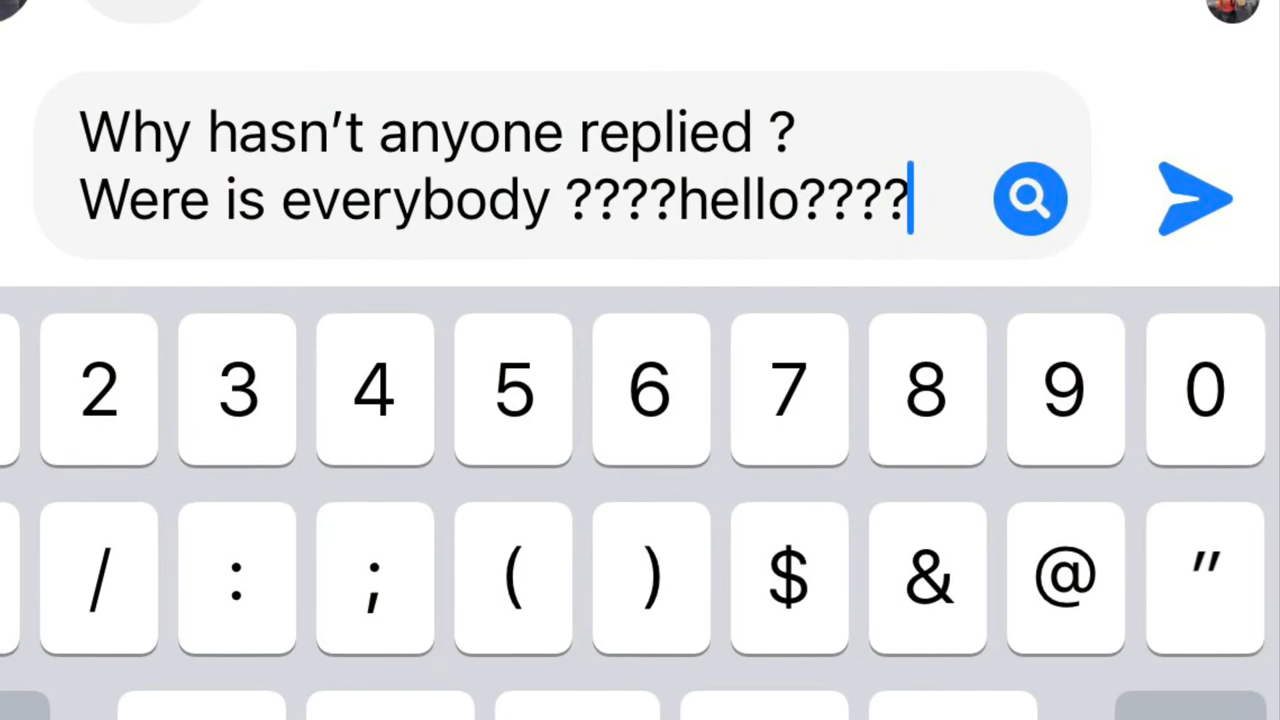 Why hasn’t anyone replied ?
Were is everybody ????hello????
2 3 4 5 6 7 8 9 0
/ : ; ( ) $ & @ "